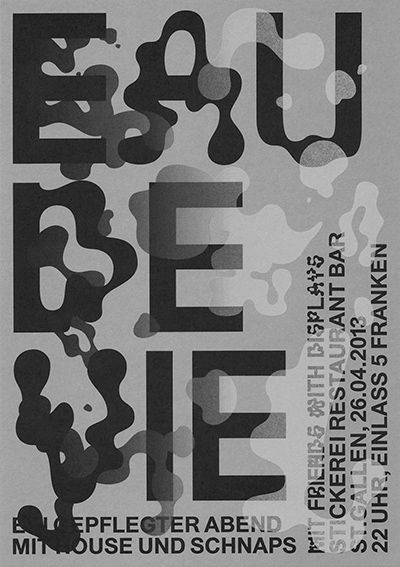 EAU
DE
VIE
EIN GEPFLEGTER ABEND
MIT HOUSE UND SCHNAPS
MIT FRIENDS WITH DISPLAYS
STICKEREI RESTAURANT BAR
ST.GALLEN, 26.04.2013
22 UHR, EINLASS 5 FRANKEN